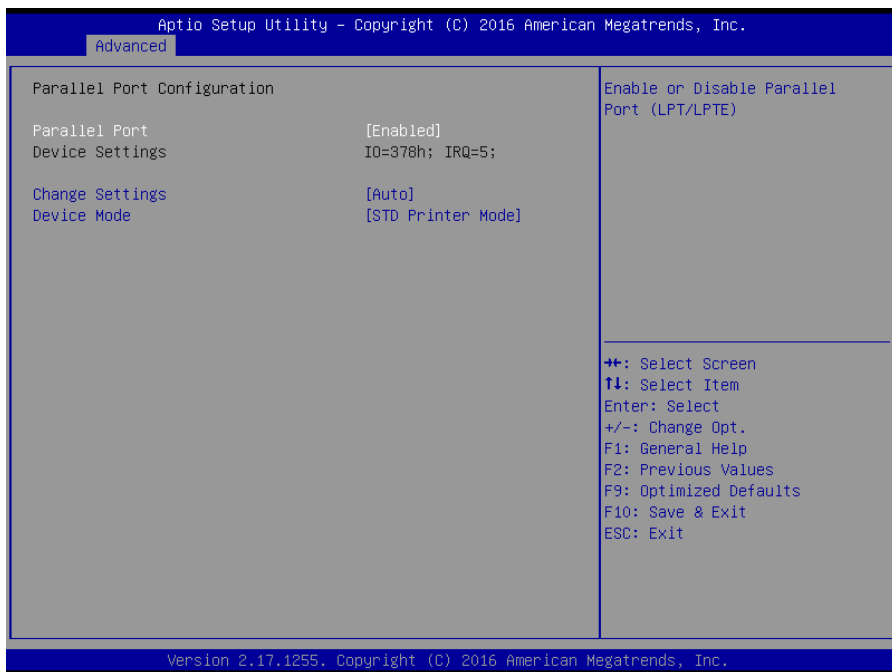 Aptio Setup Utility – Copyright (C) 2016 American Megatrends, Inc.
Advanced
Parallel Port Configuration
Parallel Port [Enabled]
Device Settings IO=378h; IRQ=5;
Change Settings [Auto]
Device Mode [STD Printer Mode]
Enable or Disable Parallel
Port (LPT/LPTE)
→←: Select Screen
↑↓: Select Item
Enter: Select
+/-: Change Opt.
F1: General Help
F2: Previous Values
F9: Optimized Defaults
F10: Save & Exit
ESC: Exit
Version 2.17.1255. Copyright (C) 2016 American Megatrends, Inc.